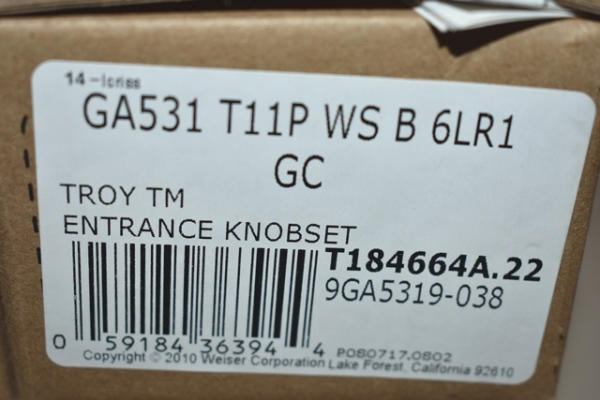 14-lcriss
GA531 T11P WS B 6LR1
GC
TROY TM
ENTRANCE KNOBSET
T184664A.22
9GA5319-038
0 59184 36394 4
P080717.0802
Copyright © 2010 Weiser Corporation Lake Forest, California 92610